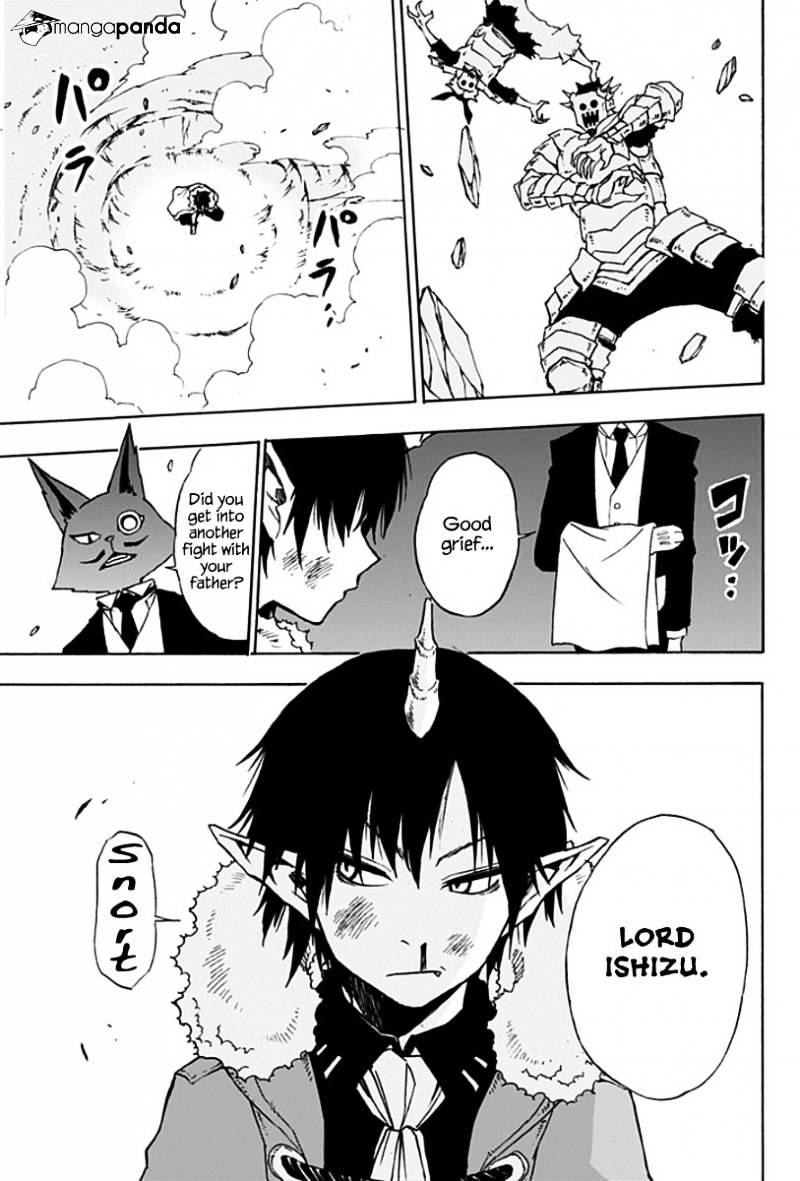 mangapanda
パラ
パラ
コッ…
Good
grief...
Did you
get into
another
fight with
your
father?
LORD
ISHIZU.
Snort